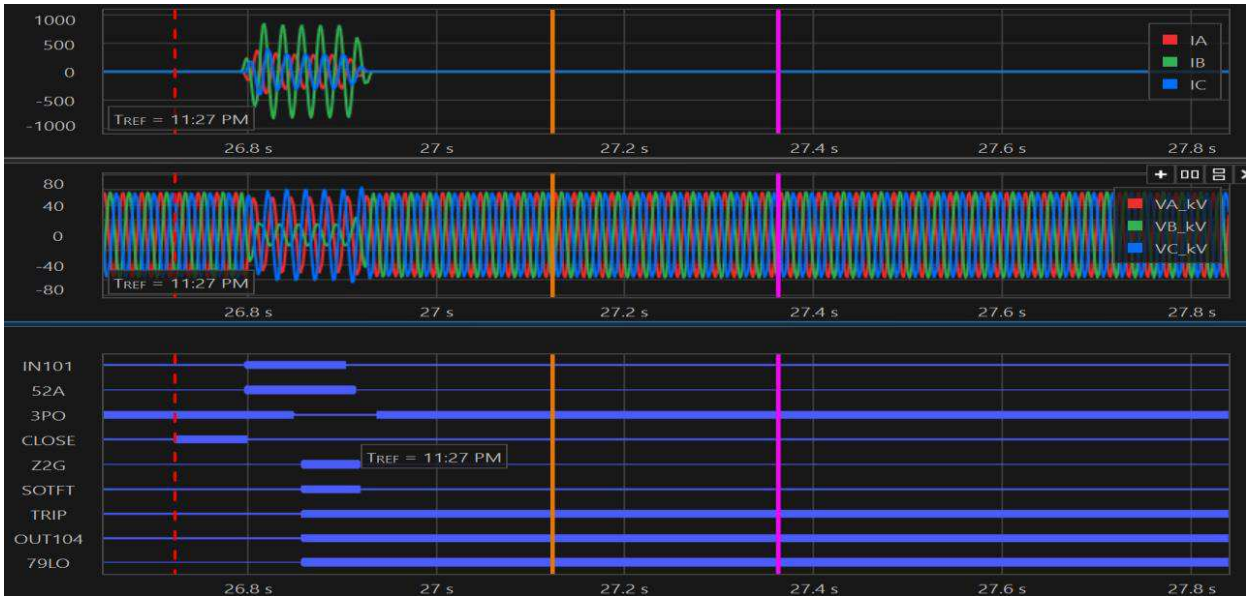 1000
500
0
-500
-1000
IA
IB
IC
TREF = 11:27 PM
26.8 s 27 s 27.2 s 27.4 s 27.6 s 27.8 s
80
40
0
-40
-80
VA_kV
VB_kV
VC_kV
TREF = 11:27 PM
26.8 s 27 s 27.2 s 27.4 s 27.6 s 27.8 s
IN101
52A
3PO
CLOSE
Z2G
TREF = 11:27 PM
SOTFT
TRIP
OUT104
79LO
26.8 s 27 s 27.2 s 27.4 s 27.6 s 27.8 s